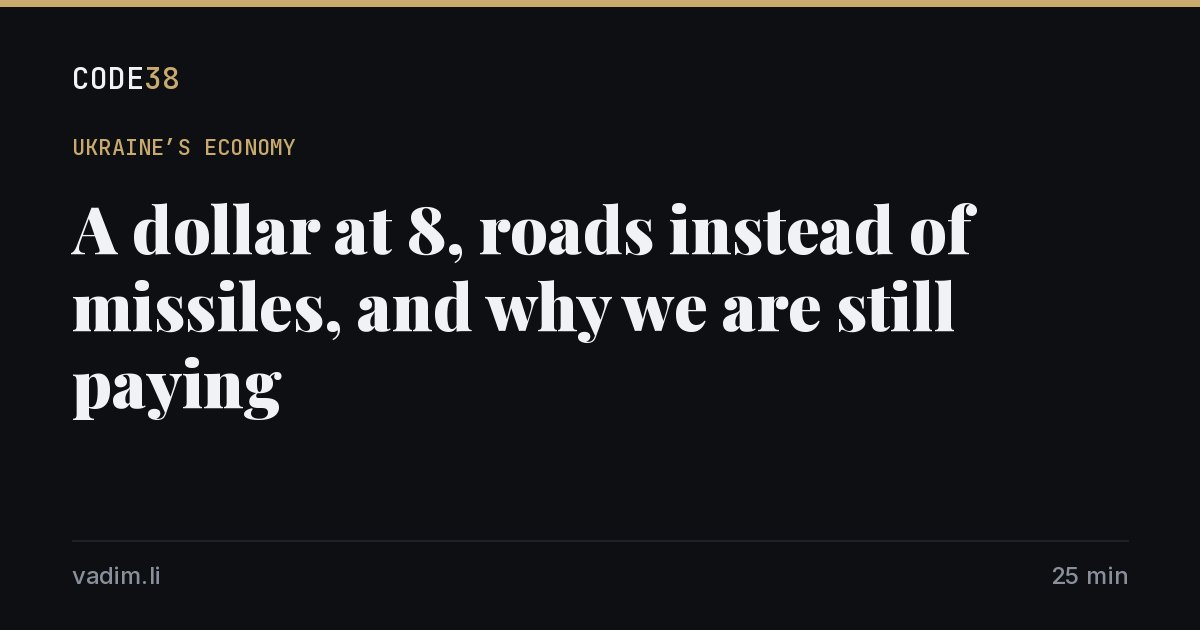 CODE38
UKRAINE’S ECONOMY
A dollar at 8, roads instead of
missiles, and why we are still
paying
vadim.li
25 min